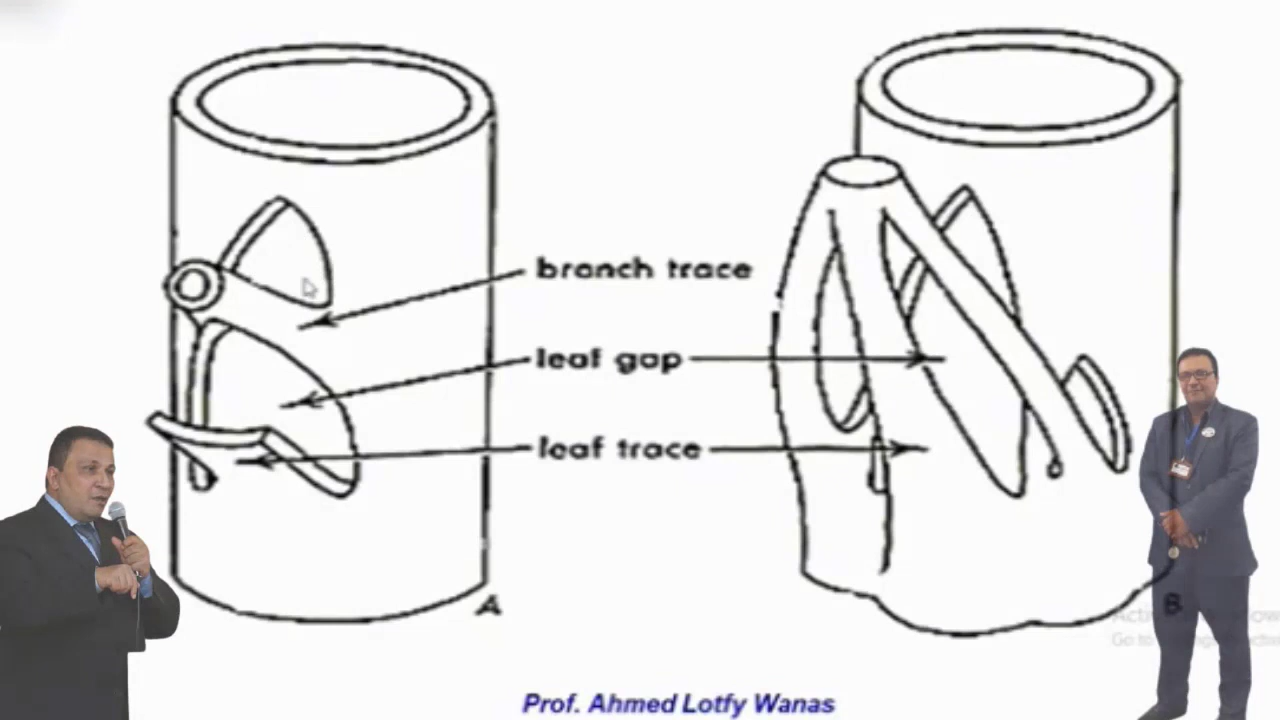 branch trace
leaf gap
leaf trace
A
B
Prof. Ahmed Lotfy Wanas